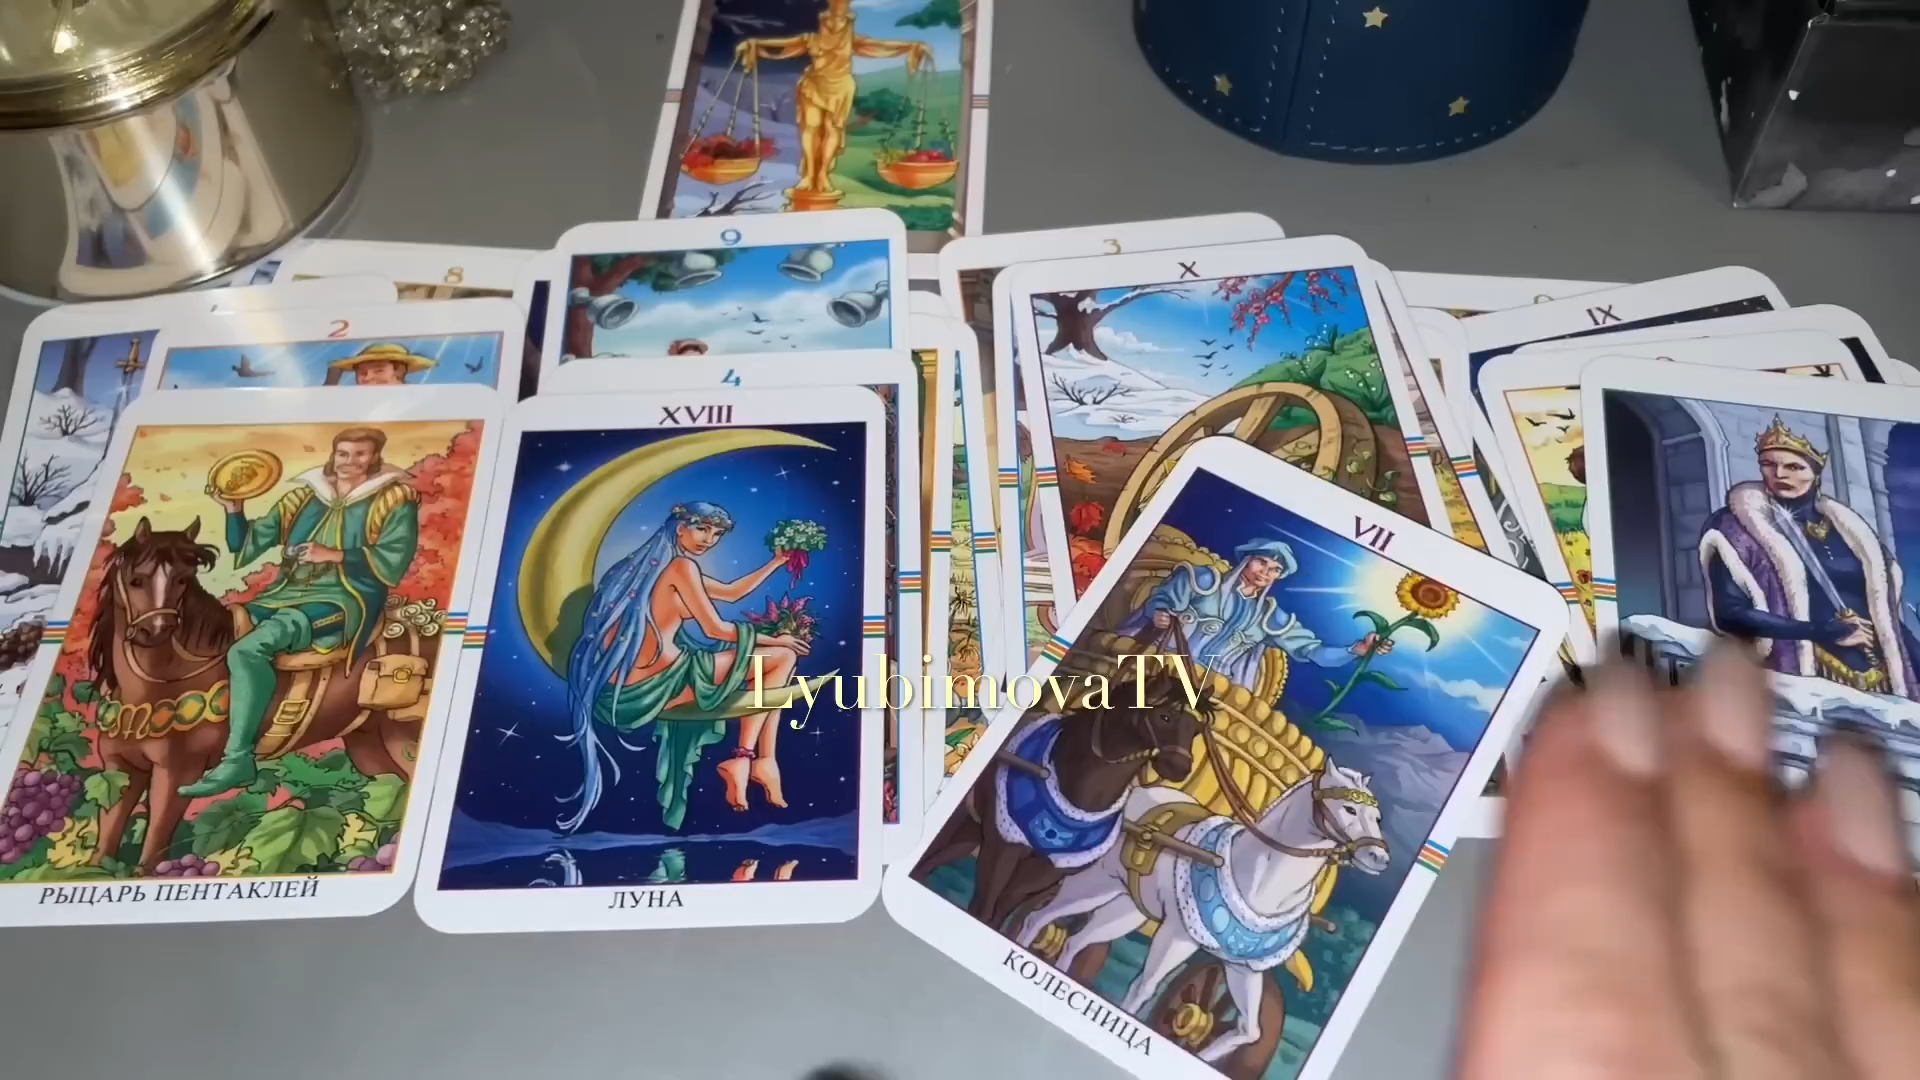 8
9
3
X
IX
2
4
XVIII
VII
LyubimovaTV
РЫЦАРЬ ПЕНТАКЛЕЙ
ЛУНА
КОЛЕСНИЦА